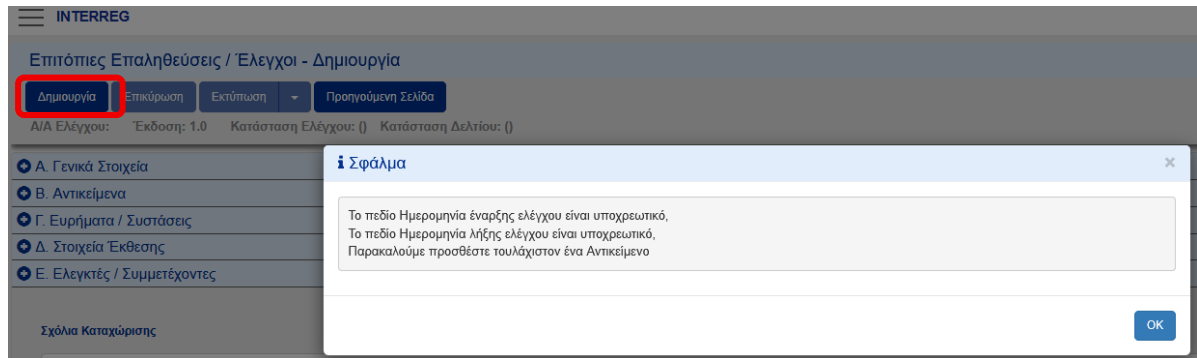 INTERREG
Επιτόπιες Επαληθεύσεις / Έλεγχοι - Δημιουργία
Δημιουργία Επικύρωση Εκτύπωση Προηγούμενη Σελίδα
Α/Α Ελέγχου: Έκδοση: 1.0 Κατάσταση Ελέγχου: () Κατάσταση Δελτίου: ()
Α. Γενικά Στοιχεία
Β. Αντικείμενα
Γ. Ευρήματα / Συστάσεις
Δ. Στοιχεία Έκθεσης
Ε. Ελεγκτές / Συμμετέχοντες
Σχόλια Καταχώρισης
i Σφάλμα ×
Το πεδίο Ημερομηνία έναρξης ελέγχου είναι υποχρεωτικό,
Το πεδίο Ημερομηνία λήξης ελέγχου είναι υποχρεωτικό,
Παρακαλούμε προσθέστε τουλάχιστον ένα Αντικείμενο
OK